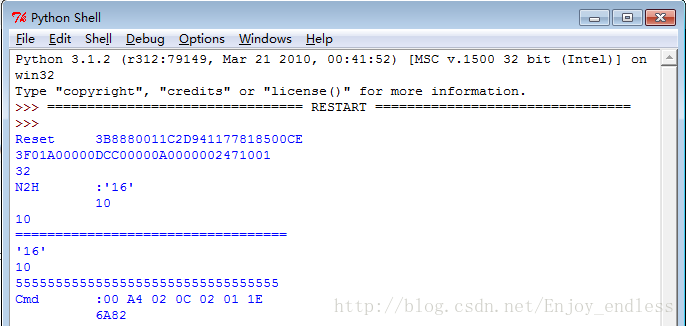 Python Shell
File Edit Shell Debug Options Windows Help
Python 3.1.2 (r312:79149, Mar 21 2010, 00:41:52) [MSC v.1500 32 bit (Intel)] on
win32
Type "copyright", "credits" or "license()" for more information.
>>> ================================ RESTART ================================
>>>
Reset 3B8880011C2D941177818500CE
3F01A00000DCC00000A0000002471001
32
N2H :'16'
10
10
==================================
'16'
10
555555555555555555555555555555555
Cmd :00 A4 02 0C 02 01 1E
6A82
http://blog.csdn.net/Enjoy_endless